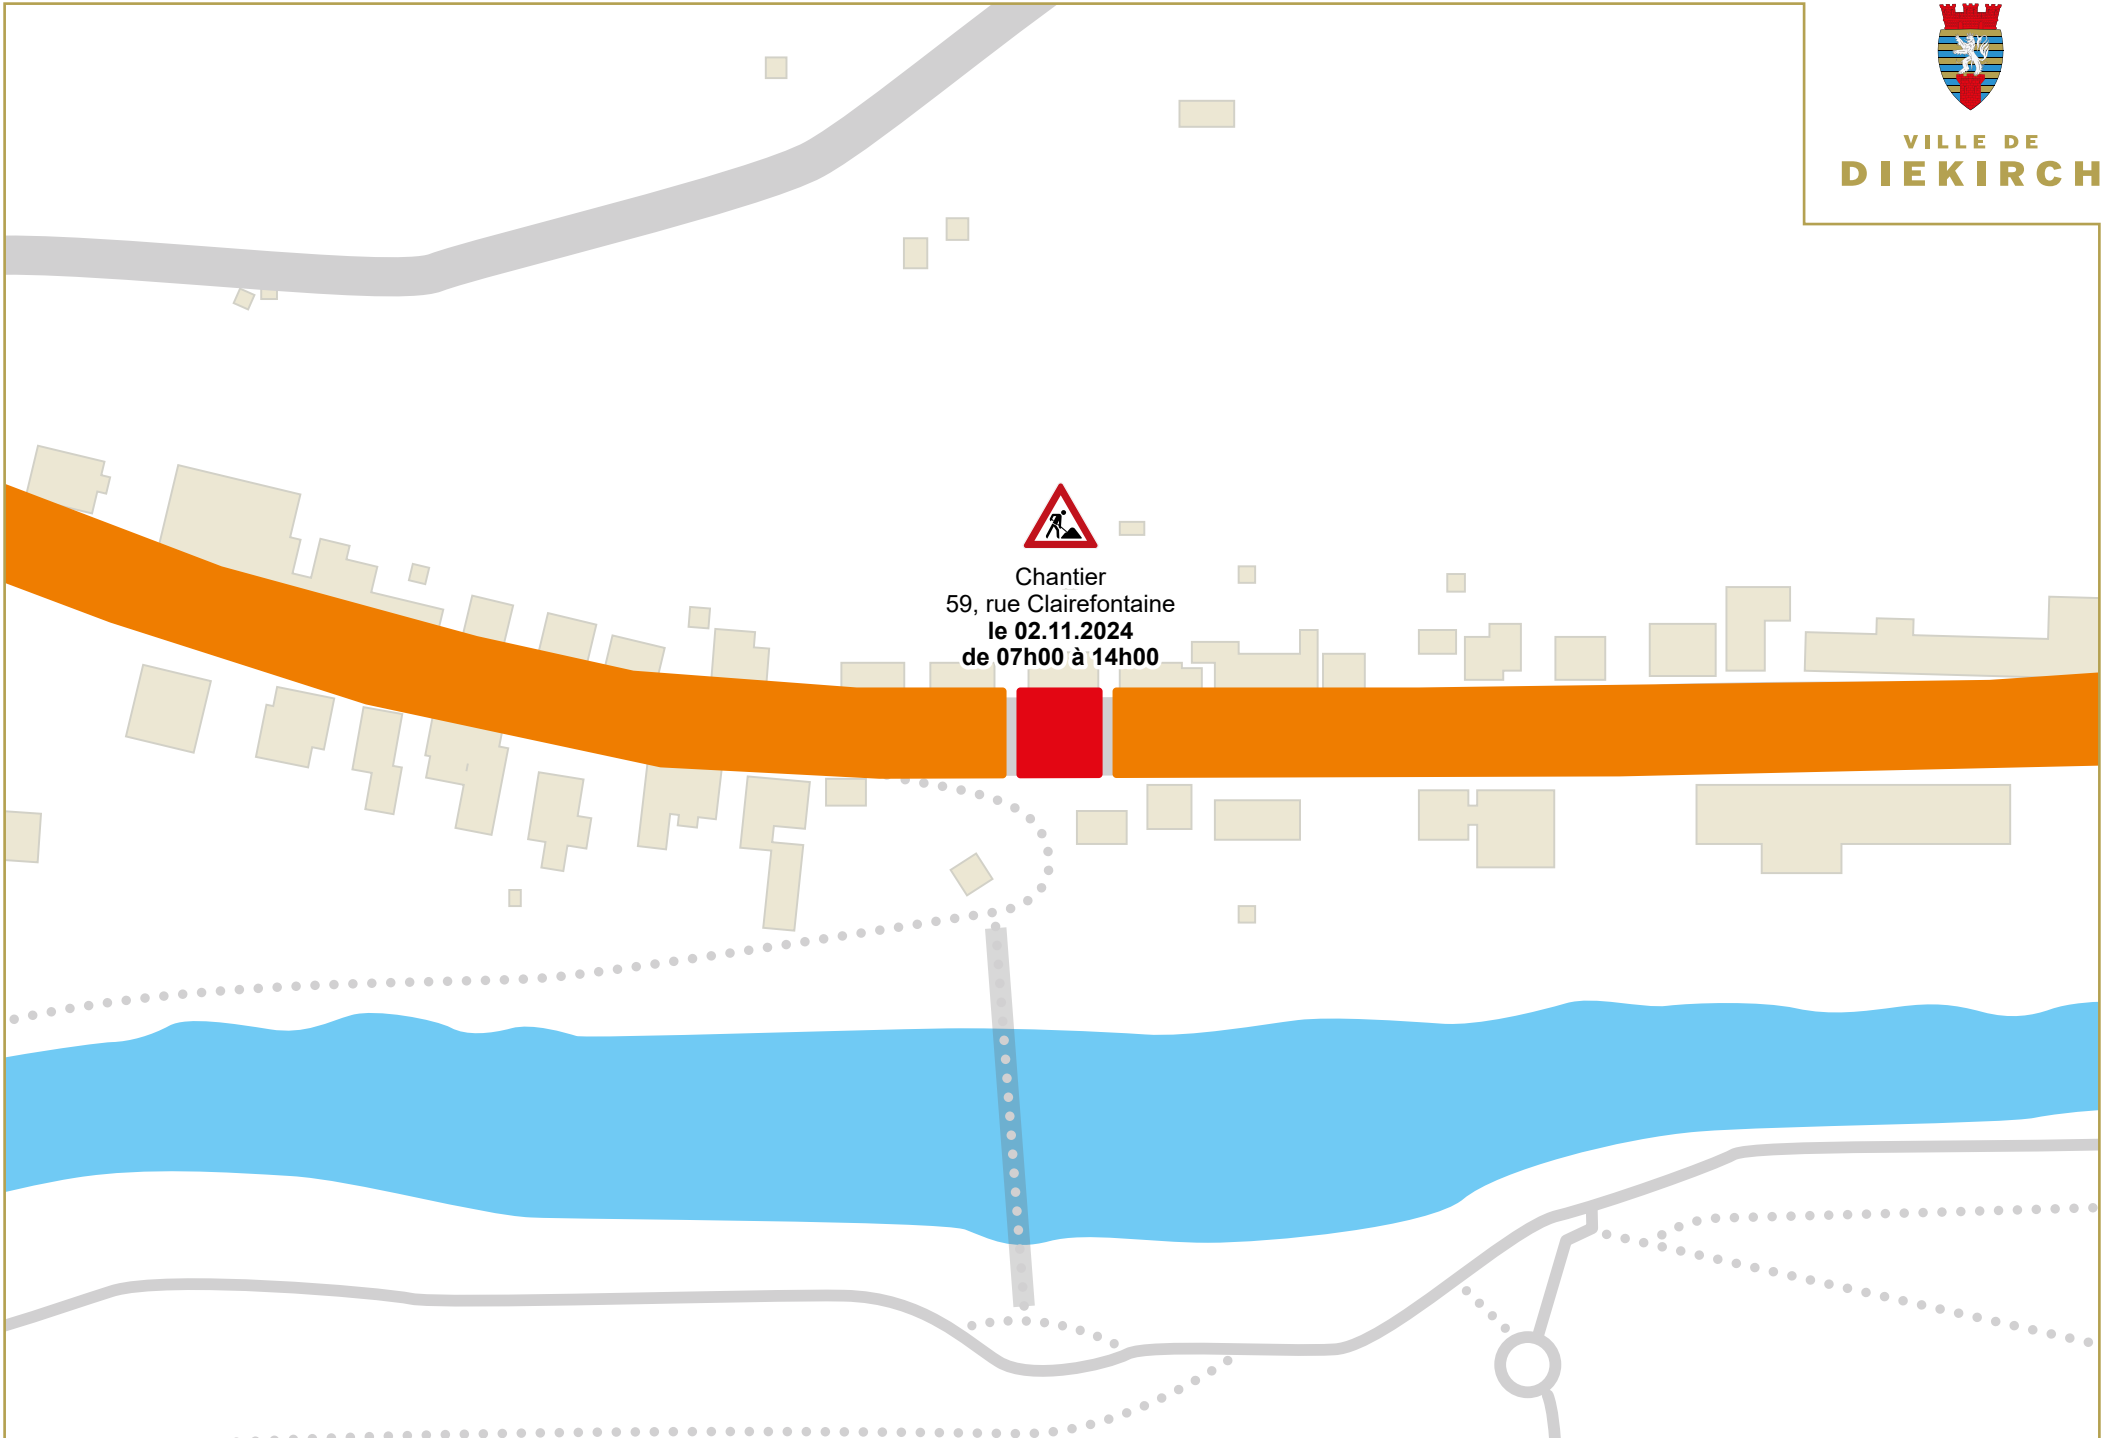 VILLE DE
DIEKIRCH
Chantier
59, rue Clairefontaine
le 02.11.2024
de 07h00 à 14h00